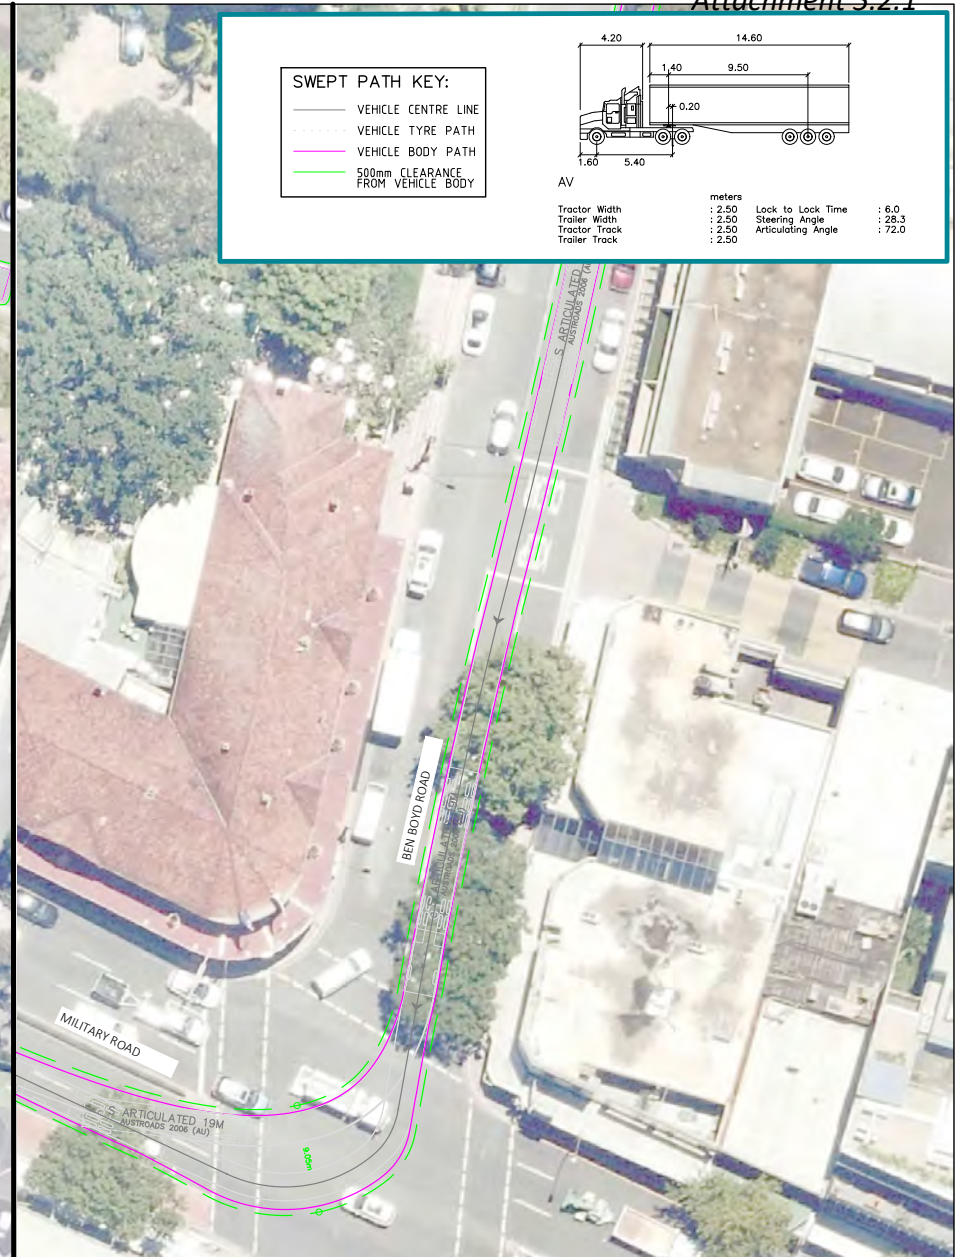 Attachment 5.2.1
SWEPT PATH KEY:
VEHICLE CENTRE LINE
VEHICLE TYRE PATH
VEHICLE BODY PATH
500mm CLEARANCE
FROM VEHICLE BODY
4.20
14.60
1.40
9.50
0.20
1.60
5.40
AV
meters
Tractor Width : 2.50 Lock to Lock Time : 6.0
Trailer Width : 2.50 Steering Angle : 28.3
Tractor Track : 2.50 Articulating Angle : 72.0
Trailer Track : 2.50
S ARTICULATED
AUSTROADS 2006 (AU
BEN BOYD ROAD
MILITARY ROAD
S ARTICULATED 19M
AUSTROADS 2006 (AU)
9.06m